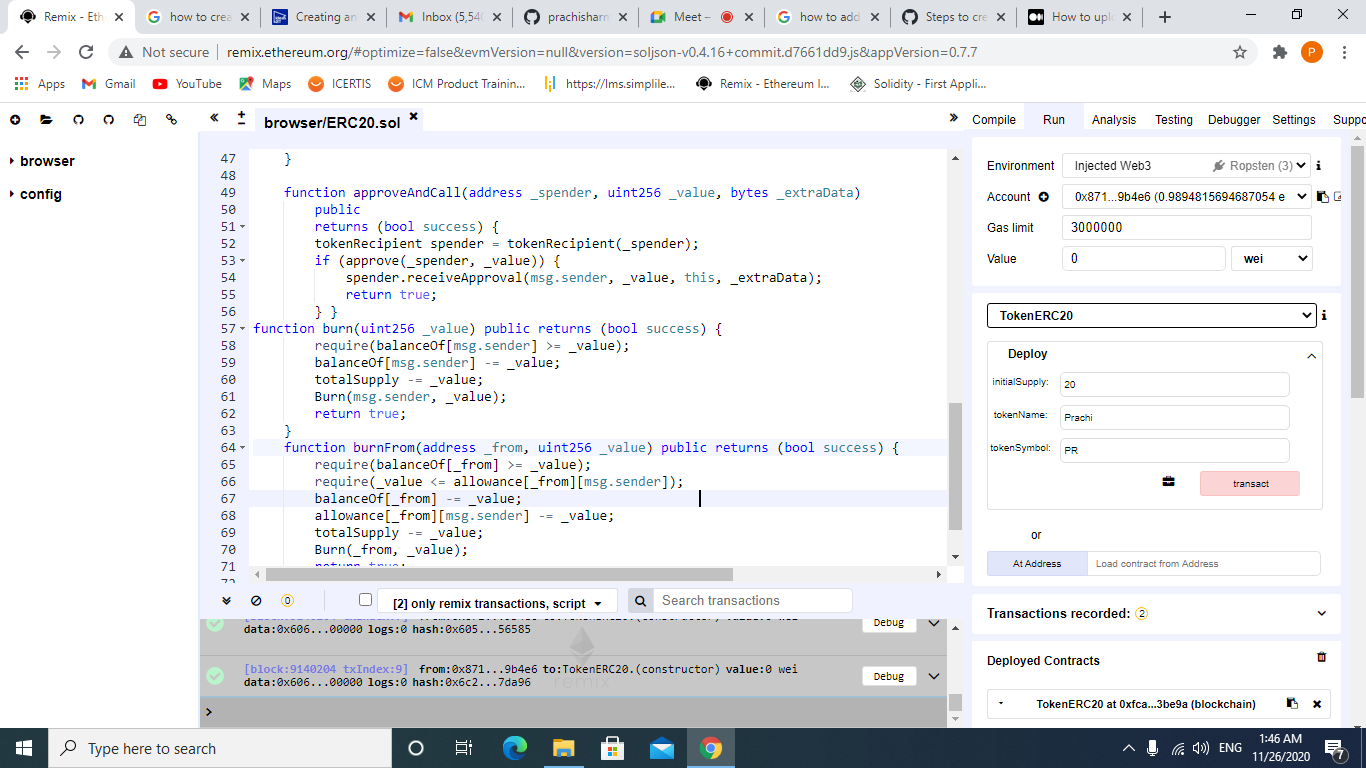 Remix - Eth
how to crea
Creating an
Inbox (5,540
prachisharm
Meet –
how to add
Steps to cre
How to uplo
Not secure | remix.ethereum.org/#optimize=false&evmVersion=null&version=soljson-v0.4.16+commit.d7661dd9.js&appVersion=0.7.7
P
Apps Gmail YouTube Maps ICERTIS ICM Product Trainin... https://lms.simplile... Remix - Ethereum I... Solidity - First Appli...
browser/ERC20.sol
Compile Run Analysis Testing Debugger Settings Suppo
browser
config
47 }
48
49 function approveAndCall(address _spender, uint256 _value, bytes _extraData)
50 public
51 returns (bool success) {
52 tokenRecipient spender = tokenRecipient(_spender);
53 if (approve(_spender, _value)) {
54 spender.receiveApproval(msg.sender, _value, this, _extraData);
55 return true;
56 } }
57 function burn(uint256 _value) public returns (bool success) {
58 require(balanceOf[msg.sender] >= _value);
59 balanceOf[msg.sender] -= _value;
60 totalSupply -= _value;
61 Burn(msg.sender, _value);
62 return true;
63 }
64 function burnFrom(address _from, uint256 _value) public returns (bool success) {
65 require(balanceOf[_from] >= _value);
66 require(_value <= allowance[_from][msg.sender]);
67 balanceOf[_from] -= _value;
68 allowance[_from][msg.sender] -= _value;
69 totalSupply -= _value;
70 Burn(_from, _value);
71 return true;
72
0
[2] only remix transactions, script
Search transactions
data:0x606...00000 logs:0 hash:0x605...56585
Debug
[block:9140204 txIndex:9] from:0x871...9b4e6 to:TokenERC20.(constructor) value:0 wei
data:0x606...00000 logs:0 hash:0x6c2...7da96
Debug
remix
>
Environment Injected Web3 Ropsten (3)
Account 0x871...9b4e6 (0.9894815694687054 e
Gas limit 3000000
Value 0 wei
TokenERC20
Deploy
initialSupply: 20
tokenName: Prachi
tokenSymbol: PR
transact
or
At Address Load contract from Address
Transactions recorded: 2
Deployed Contracts
TokenERC20 at 0xfca...3be9a (blockchain)
Type here to search
ENG
1:46 AM
11/26/2020
7